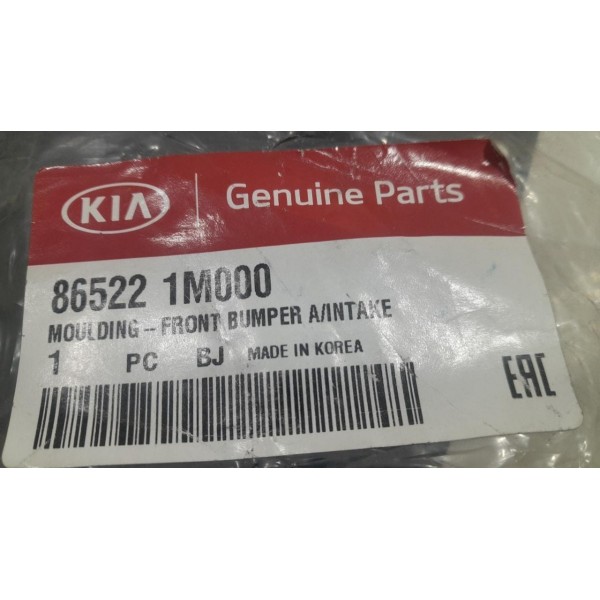 KIA Genuine Parts
86522 1M000
MOULDING -- FRONT BUMPER A/INTAKE
1 PC BJ MADE IN KOREA
EAC